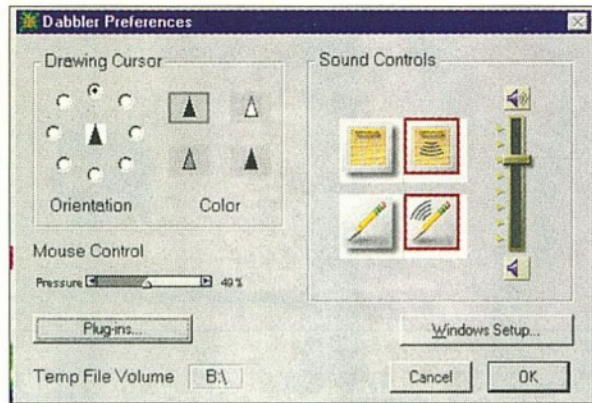 Dabbler Preferences
Drawing Cursor
Orientation
Color
Sound Controls
Mouse Control
Pressure
49%
Plug-ins...
Windows Setup...
Temp File Volume
B:\
Cancel
OK